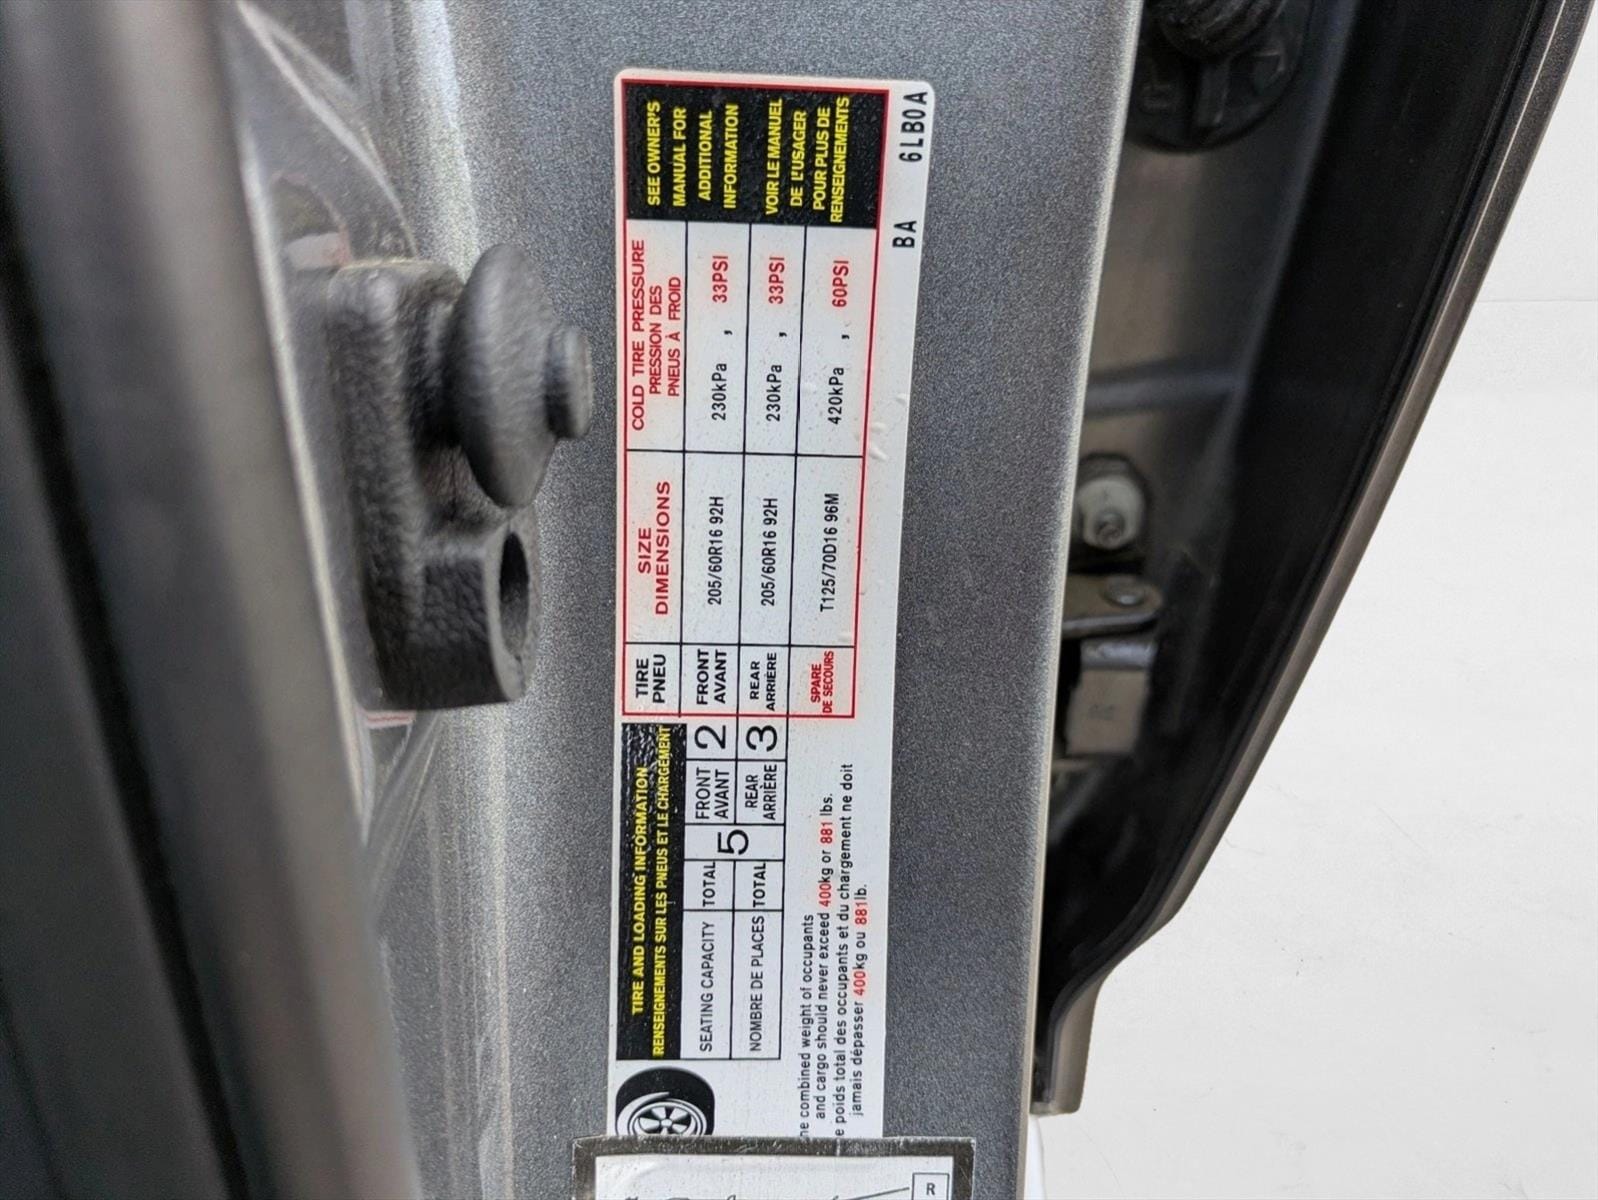 TIRE AND LOADING INFORMATION
RENSEIGNEMENTS SUR LES PNEUS ET LE CHARGEMENT
SEATING CAPACITY TOTAL 5 FRONT AVANT 2
NOMBRE DE PLACES TOTAL REAR ARRIÈRE 3
combined weight of occupants
and cargo should never exceed 400kg or 881 lbs.
poids total des occupants et du chargement ne doit
jamais dépasser 400kg ou 881lb.
TIRE
PNEU
SIZE
DIMENSIONS
COLD TIRE PRESSURE
PRESSION DES
PNEUS À FROID
FRONT
AVANT
205/60R16 92H
230kPa , 33PSI
REAR
ARRIÈRE
205/60R16 92H
230kPa , 33PSI
SPARE
DE SECOURS
T125/70D16 96M
420kPa , 60PSI
SEE OWNER'S
MANUAL FOR
ADDITIONAL
INFORMATION
VOIR LE MANUEL
DE L'USAGER
POUR PLUS DE
RENSEIGNEMENTS
BA 6LB0A
R